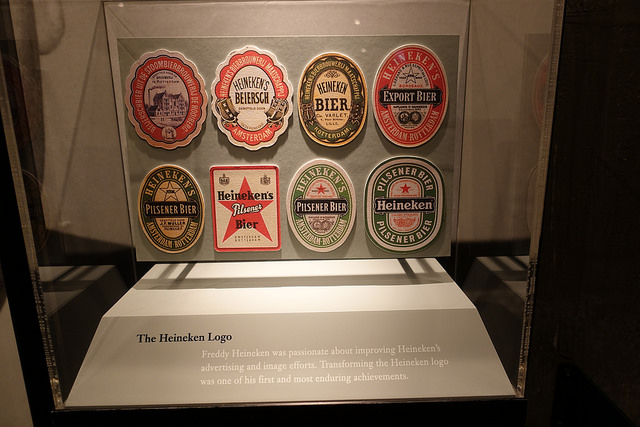 HEINEKEN'S
BEIERSCH
AMSTERDAM
HEINEKEN
BIER
ROTTERDAM
HEINEKEN'S
EXPORT BIER
AMSTERDAM-ROTTERDAM
HEINEKEN'S
PILSENER BIER
AMSTERDAM-ROTTERDAM
Heineken's
Pilsener
Bier
HEINEKEN'S
PILSENER BIER
AMSTERDAM-ROTTERDAM
PILSENER BIER
Heineken
PILSENER BIER
The Heineken Logo
Freddy Heineken was passionate about improving Heineken's
advertising and image efforts. Transforming the Heineken logo
was one of his first and most enduring achievements.